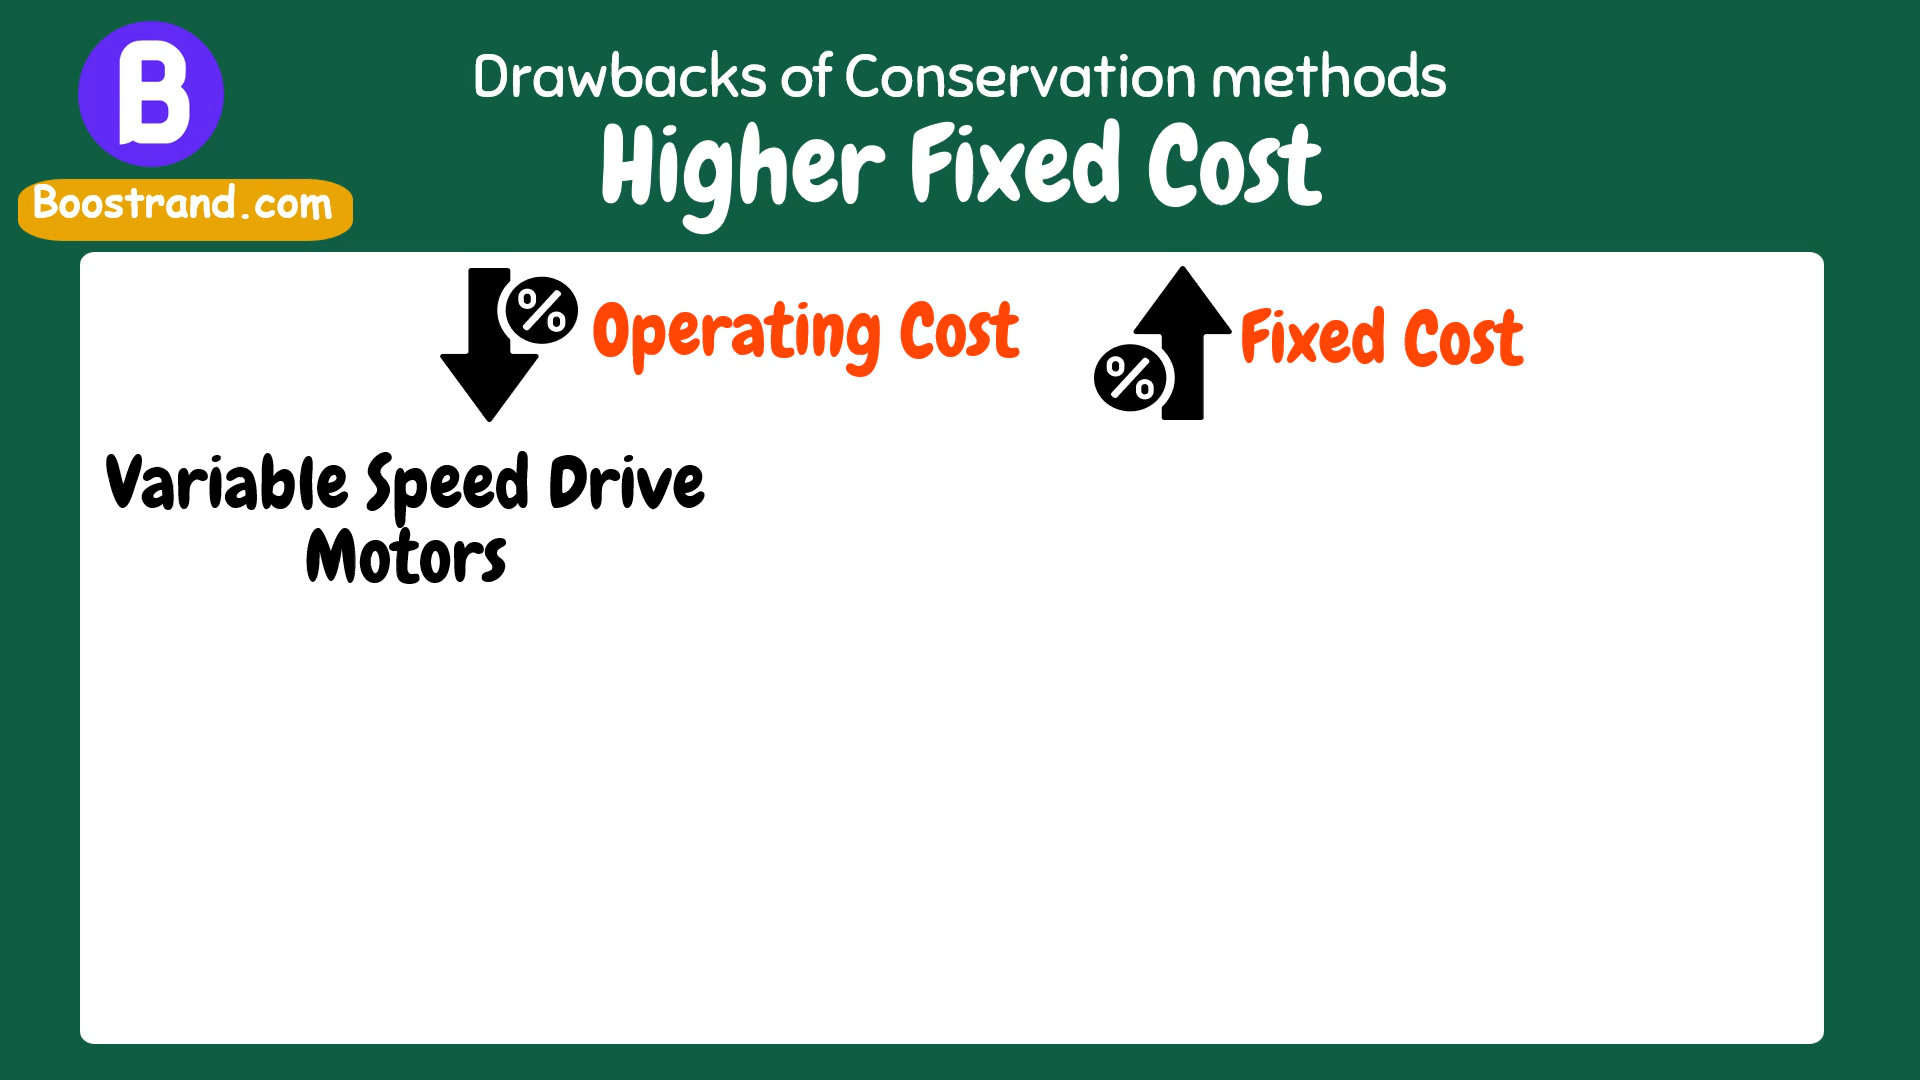 B
Boostrand.com
Drawbacks of Conservation methods
Higher Fixed Cost
% Operating Cost
% Fixed Cost
Variable Speed Drive
Motors